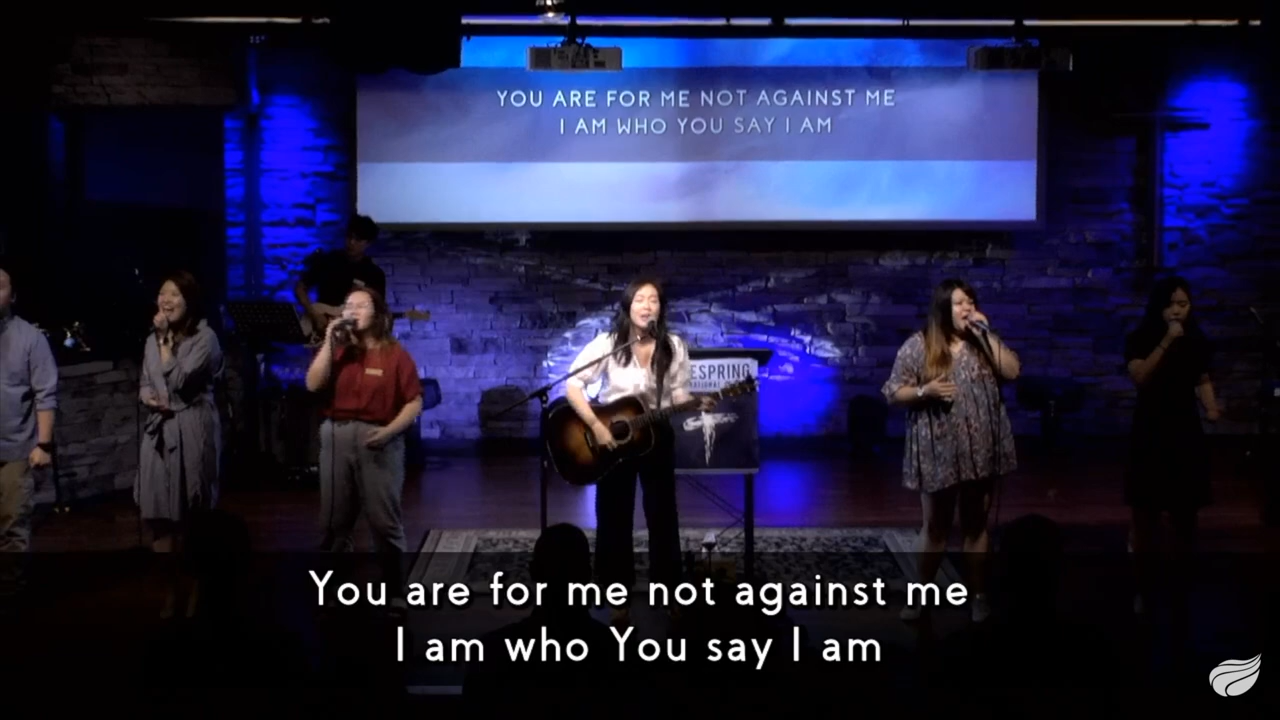 YOU ARE FOR ME NOT AGAINST ME
I AM WHO YOU SAY I AM
ESPRING
You are for me not against me
I am who You say I am